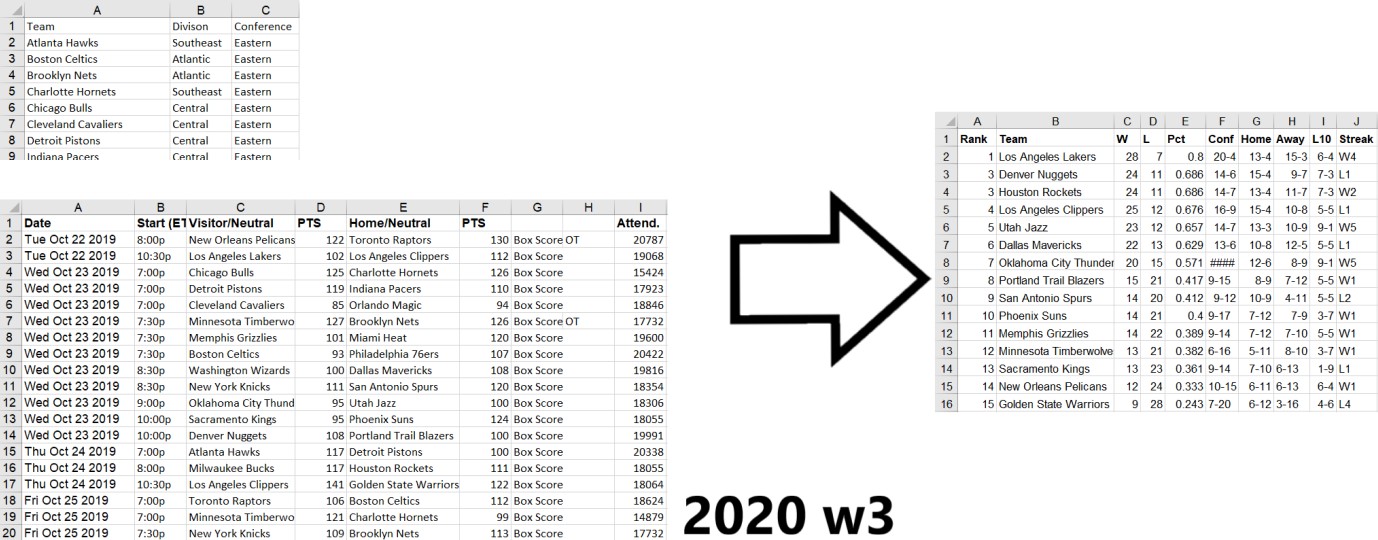 A B C
1 Team Divison Conference
2 Atlanta Hawks Southeast Eastern
3 Boston Celtics Atlantic Eastern
4 Brooklyn Nets Atlantic Eastern
5 Charlotte Hornets Southeast Eastern
6 Chicago Bulls Central Eastern
7 Cleveland Cavaliers Central Eastern
8 Detroit Pistons Central Eastern
9 Indiana Pacers Central Eastern
A B C D E F G H I
1 Date Start (ET Visitor/Neutral PTS Home/Neutral PTS Attend.
2 Tue Oct 22 2019 8:00p New Orleans Pelicans 122 Toronto Raptors 130 Box Score OT 20787
3 Tue Oct 22 2019 10:30p Los Angeles Lakers 102 Los Angeles Clippers 112 Box Score 19068
4 Wed Oct 23 2019 7:00p Chicago Bulls 125 Charlotte Hornets 126 Box Score 15424
5 Wed Oct 23 2019 7:00p Detroit Pistons 119 Indiana Pacers 110 Box Score 17923
6 Wed Oct 23 2019 7:00p Cleveland Cavaliers 85 Orlando Magic 94 Box Score 18846
7 Wed Oct 23 2019 7:30p Minnesota Timberwo 127 Brooklyn Nets 126 Box Score OT 17732
8 Wed Oct 23 2019 7:30p Memphis Grizzlies 101 Miami Heat 120 Box Score 19600
9 Wed Oct 23 2019 7:30p Boston Celtics 93 Philadelphia 76ers 107 Box Score 20422
10 Wed Oct 23 2019 8:30p Washington Wizards 100 Dallas Mavericks 108 Box Score 19816
11 Wed Oct 23 2019 8:30p New York Knicks 111 San Antonio Spurs 120 Box Score 18354
12 Wed Oct 23 2019 9:00p Oklahoma City Thund 95 Utah Jazz 100 Box Score 18306
13 Wed Oct 23 2019 10:00p Sacramento Kings 95 Phoenix Suns 124 Box Score 18055
14 Wed Oct 23 2019 10:00p Denver Nuggets 108 Portland Trail Blazers 100 Box Score 19991
15 Thu Oct 24 2019 7:00p Atlanta Hawks 117 Detroit Pistons 100 Box Score 20338
16 Thu Oct 24 2019 8:00p Milwaukee Bucks 117 Houston Rockets 111 Box Score 18055
17 Thu Oct 24 2019 10:30p Los Angeles Clippers 141 Golden State Warriors 122 Box Score 18064
18 Fri Oct 25 2019 7:00p Toronto Raptors 106 Boston Celtics 112 Box Score 18624
19 Fri Oct 25 2019 7:00p Minnesota Timberwo 121 Charlotte Hornets 99 Box Score 14879
20 Fri Oct 25 2019 7:30p New York Knicks 109 Brooklyn Nets 113 Box Score 17732
A B C D E F G H I J
1 Rank Team W L Pct Conf Home Away L10 Streak
2 1 Los Angeles Lakers 28 7 0.8 20-4 13-4 15-3 6-4 W4
3 3 Denver Nuggets 24 11 0.686 14-6 15-4 9-7 7-3 L1
4 3 Houston Rockets 24 11 0.686 14-7 13-4 11-7 7-3 W2
5 4 Los Angeles Clippers 25 12 0.676 16-9 15-4 10-8 5-5 L1
6 5 Utah Jazz 23 12 0.657 14-7 13-3 10-9 9-1 W5
7 6 Dallas Mavericks 22 13 0.629 13-6 10-8 12-5 5-5 L1
8 7 Oklahoma City Thunder 20 15 0.571 #### 12-6 8-9 9-1 W5
9 8 Portland Trail Blazers 15 21 0.417 9-15 8-9 7-12 5-5 W1
10 9 San Antonio Spurs 14 20 0.412 9-12 10-9 4-11 5-5 L2
11 10 Phoenix Suns 14 21 0.4 9-17 7-12 7-9 3-7 W1
12 11 Memphis Grizzlies 14 22 0.389 9-14 7-12 7-10 5-5 W1
13 12 Minnesota Timberwolve 13 21 0.382 6-16 5-11 8-10 3-7 W1
14 13 Sacramento Kings 13 23 0.361 9-14 7-10 6-13 1-9 L1
15 14 New Orleans Pelicans 12 24 0.333 10-15 6-11 6-13 6-4 W1
16 15 Golden State Warriors 9 28 0.243 7-20 6-12 3-16 4-6 L4
2020 w3